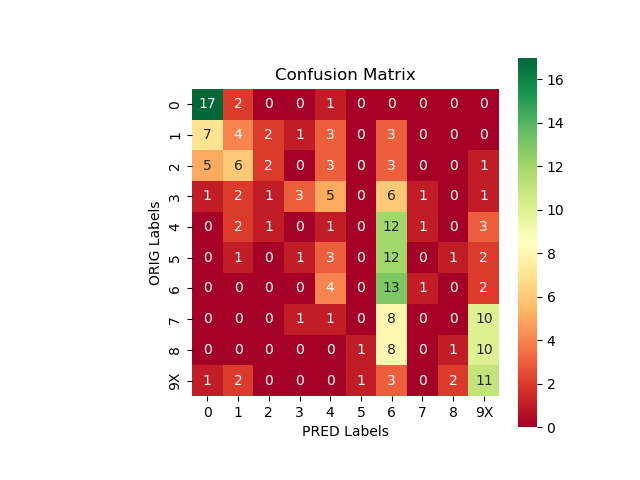 Confusion Matrix
0 17 2 0 0 1 0 0 0 0 0
1 7 4 2 1 3 0 3 0 0 0
2 5 6 2 0 3 0 3 0 0 1
3 1 2 1 3 5 0 6 1 0 1
4 0 2 1 0 1 0 12 1 0 3
5 0 1 0 1 3 0 12 0 1 2
6 0 0 0 0 4 0 13 1 0 2
7 0 0 0 1 1 0 8 0 0 10
8 0 0 0 0 0 1 8 0 1 10
9X 1 2 0 0 0 1 3 0 2 11
0 1 2 3 4 5 6 7 8 9X
PRED Labels
ORIG Labels
16
14
12
10
8
6
4
2
0